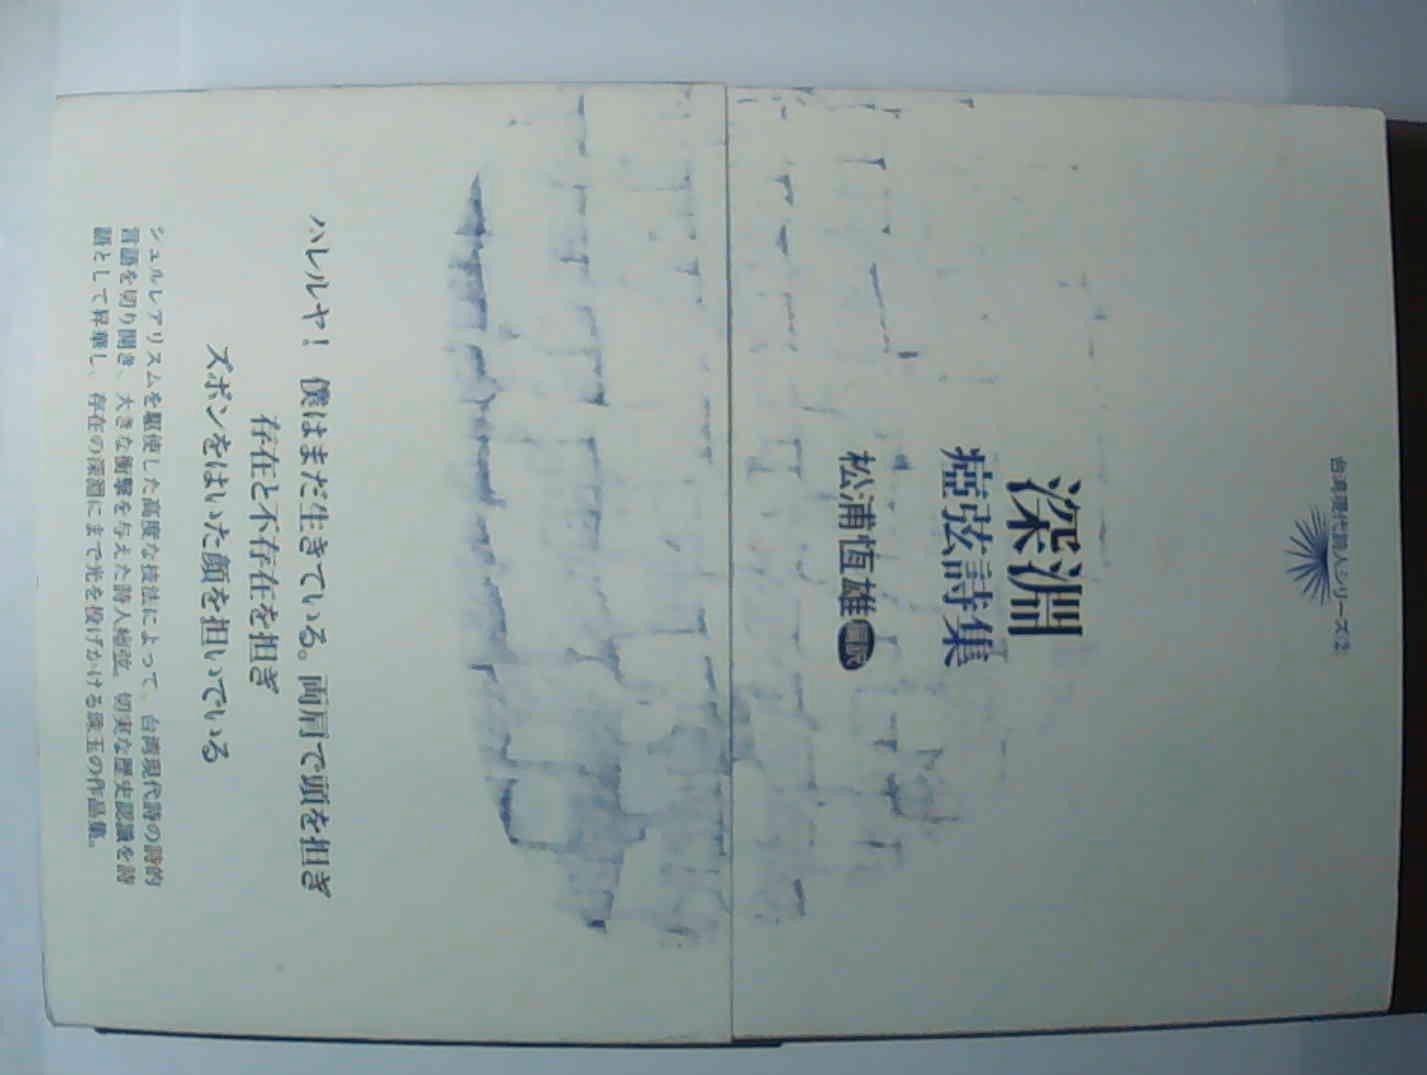 台湾現代詩人シリーズ②
深淵
瘂弦詩集
松浦恆雄 編訳
ハレルヤ！　僕はまだ生きている。両肩で頭を担ぎ
存在と不存在を担ぎ
ズボンをはいた顔を担いでいる
シュルレアリスムを駆使した高度な技法によって、台湾現代詩の詩的
言語を切り開き、大きな衝撃を与えた詩人瘂弦。切実な歴史認識を詩
語として昇華し、存在の深淵にまで光を投げかける珠玉の作品集。